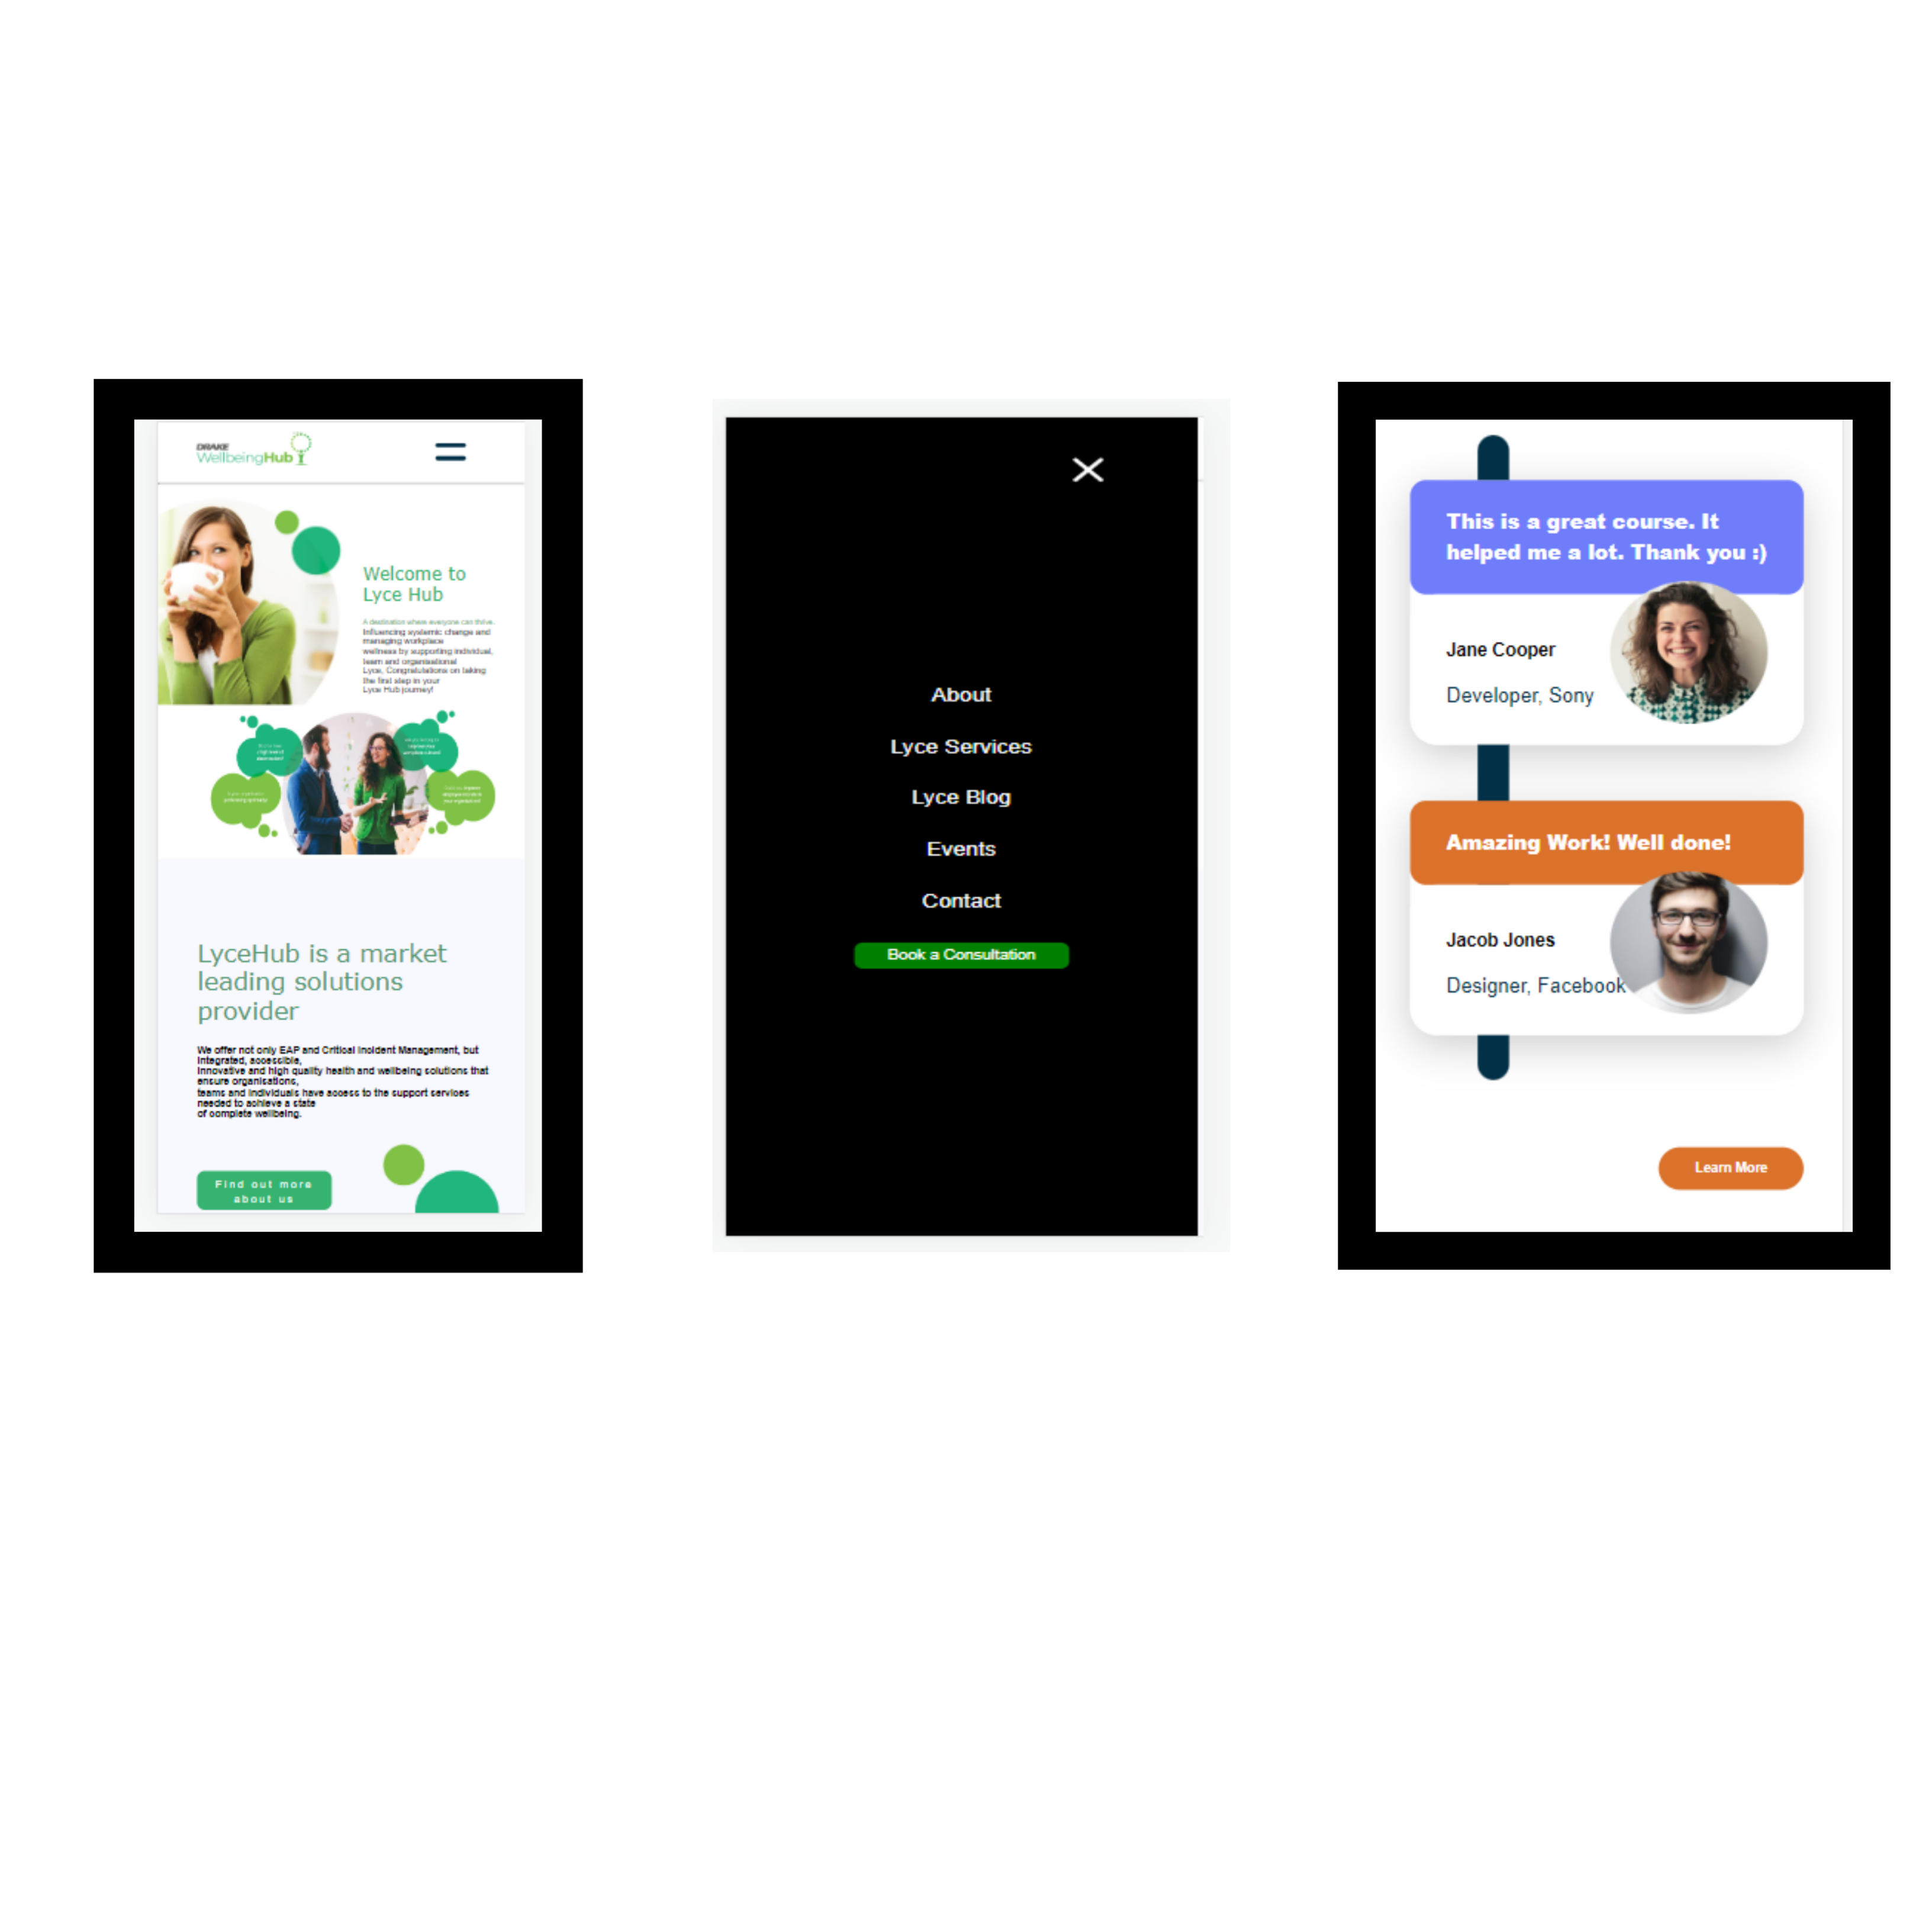 DRAKE
WellbeingHub
Welcome to
Lyce Hub
A destination where everyone can thrive.
Influencing systemic change and
managing workplace
wellness by supporting individual,
team and organisational
Lyce, Congratulations on taking
the first step in your
Lyce Hub journey!
LyceHub is a market
leading solutions
provider
We offer not only EAP and Critical Incident Management, but
Integrated, accessible,
Innovative and high quality health and wellbeing solutions that
ensure organisations,
teams and individuals have access to the support services
needed to achieve a state
of complete wellbeing.
Find out more
about us
About
Lyce Services
Lyce Blog
Events
Contact
Book a Consultation
This is a great course. It
helped me a lot. Thank you :)
Jane Cooper
Developer, Sony
Amazing Work! Well done!
Jacob Jones
Designer, Facebook
Learn More